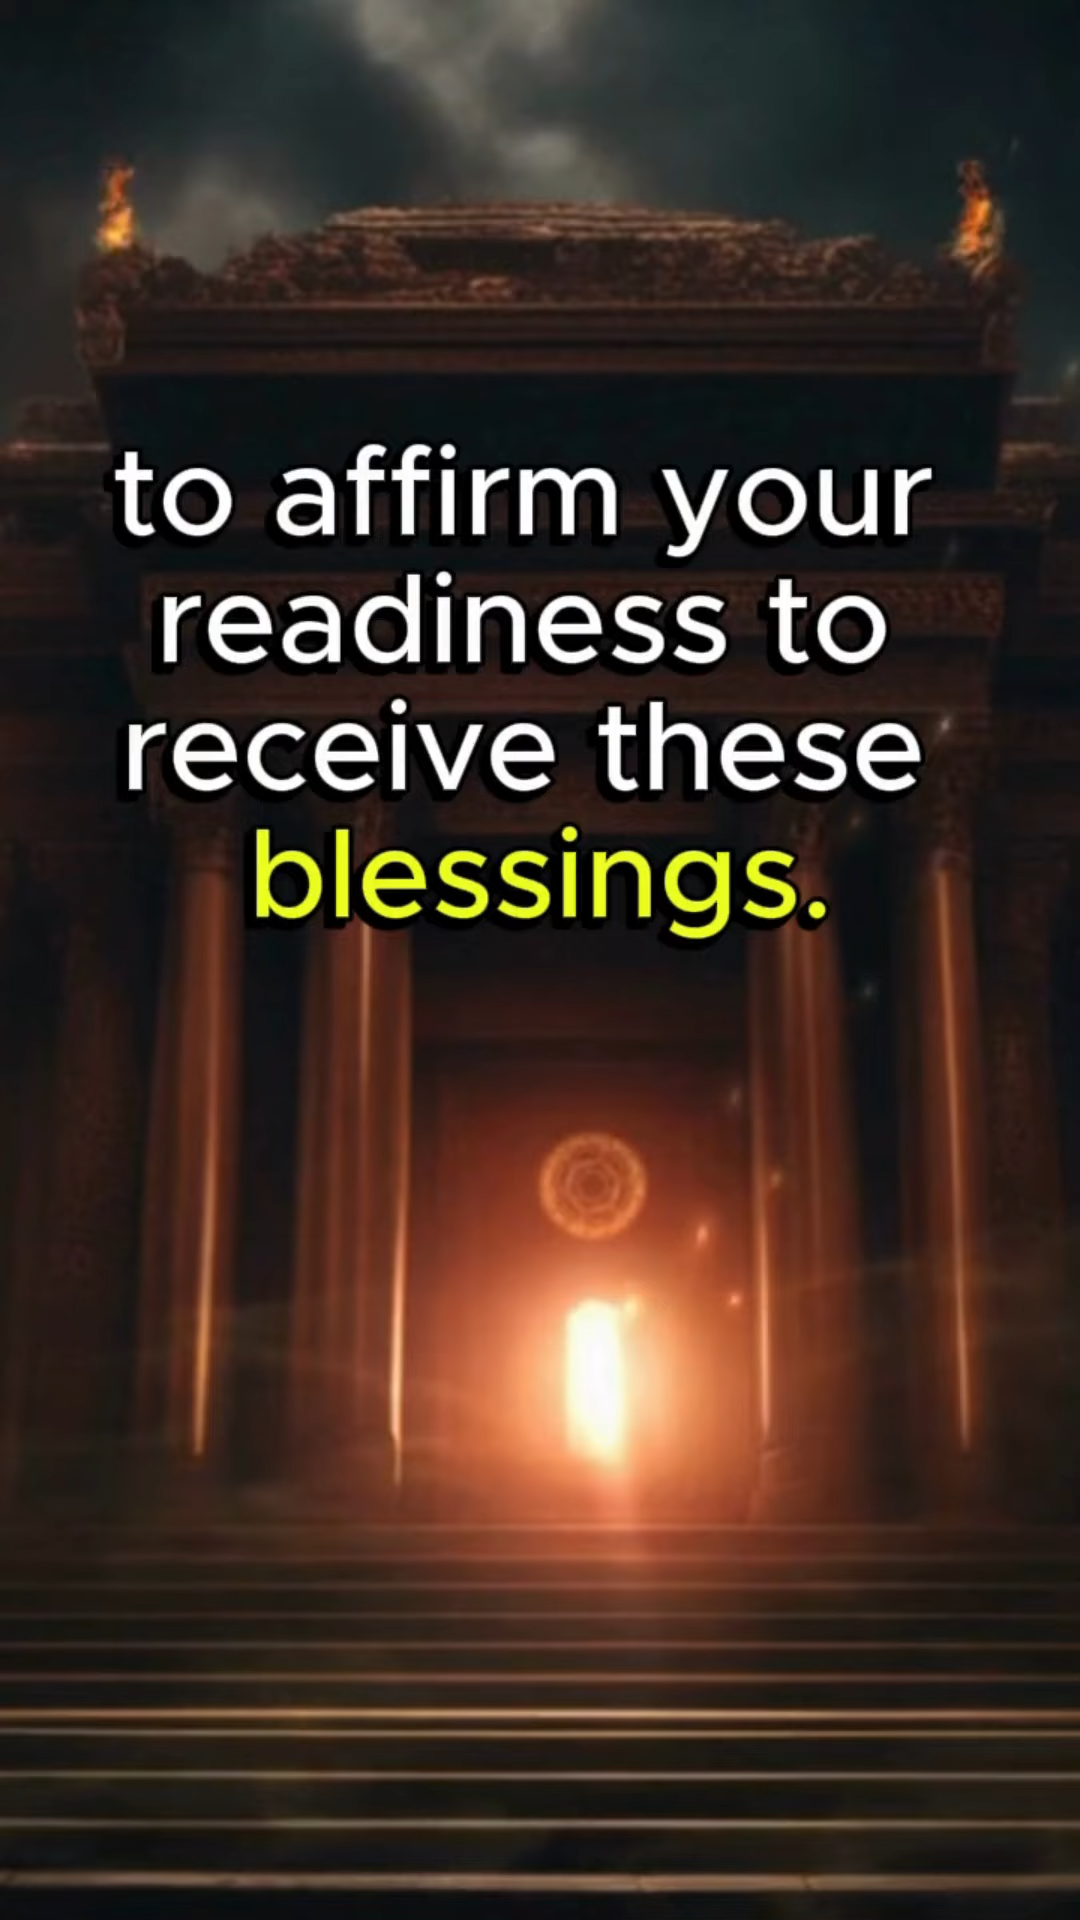 to affirm your
readiness to
receive these
blessings.